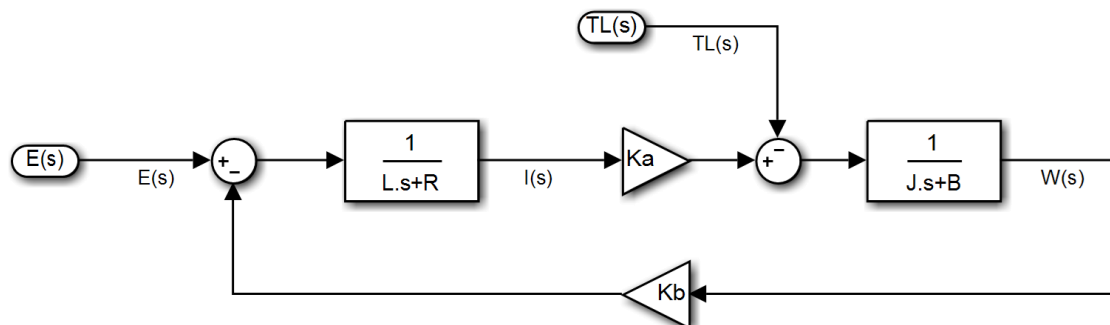 TL(s)
TL(s)
E(s)
E(s)
+
−
1
L.s+R
I(s)
Ka
+
−
1
J.s+B
W(s)
Kb